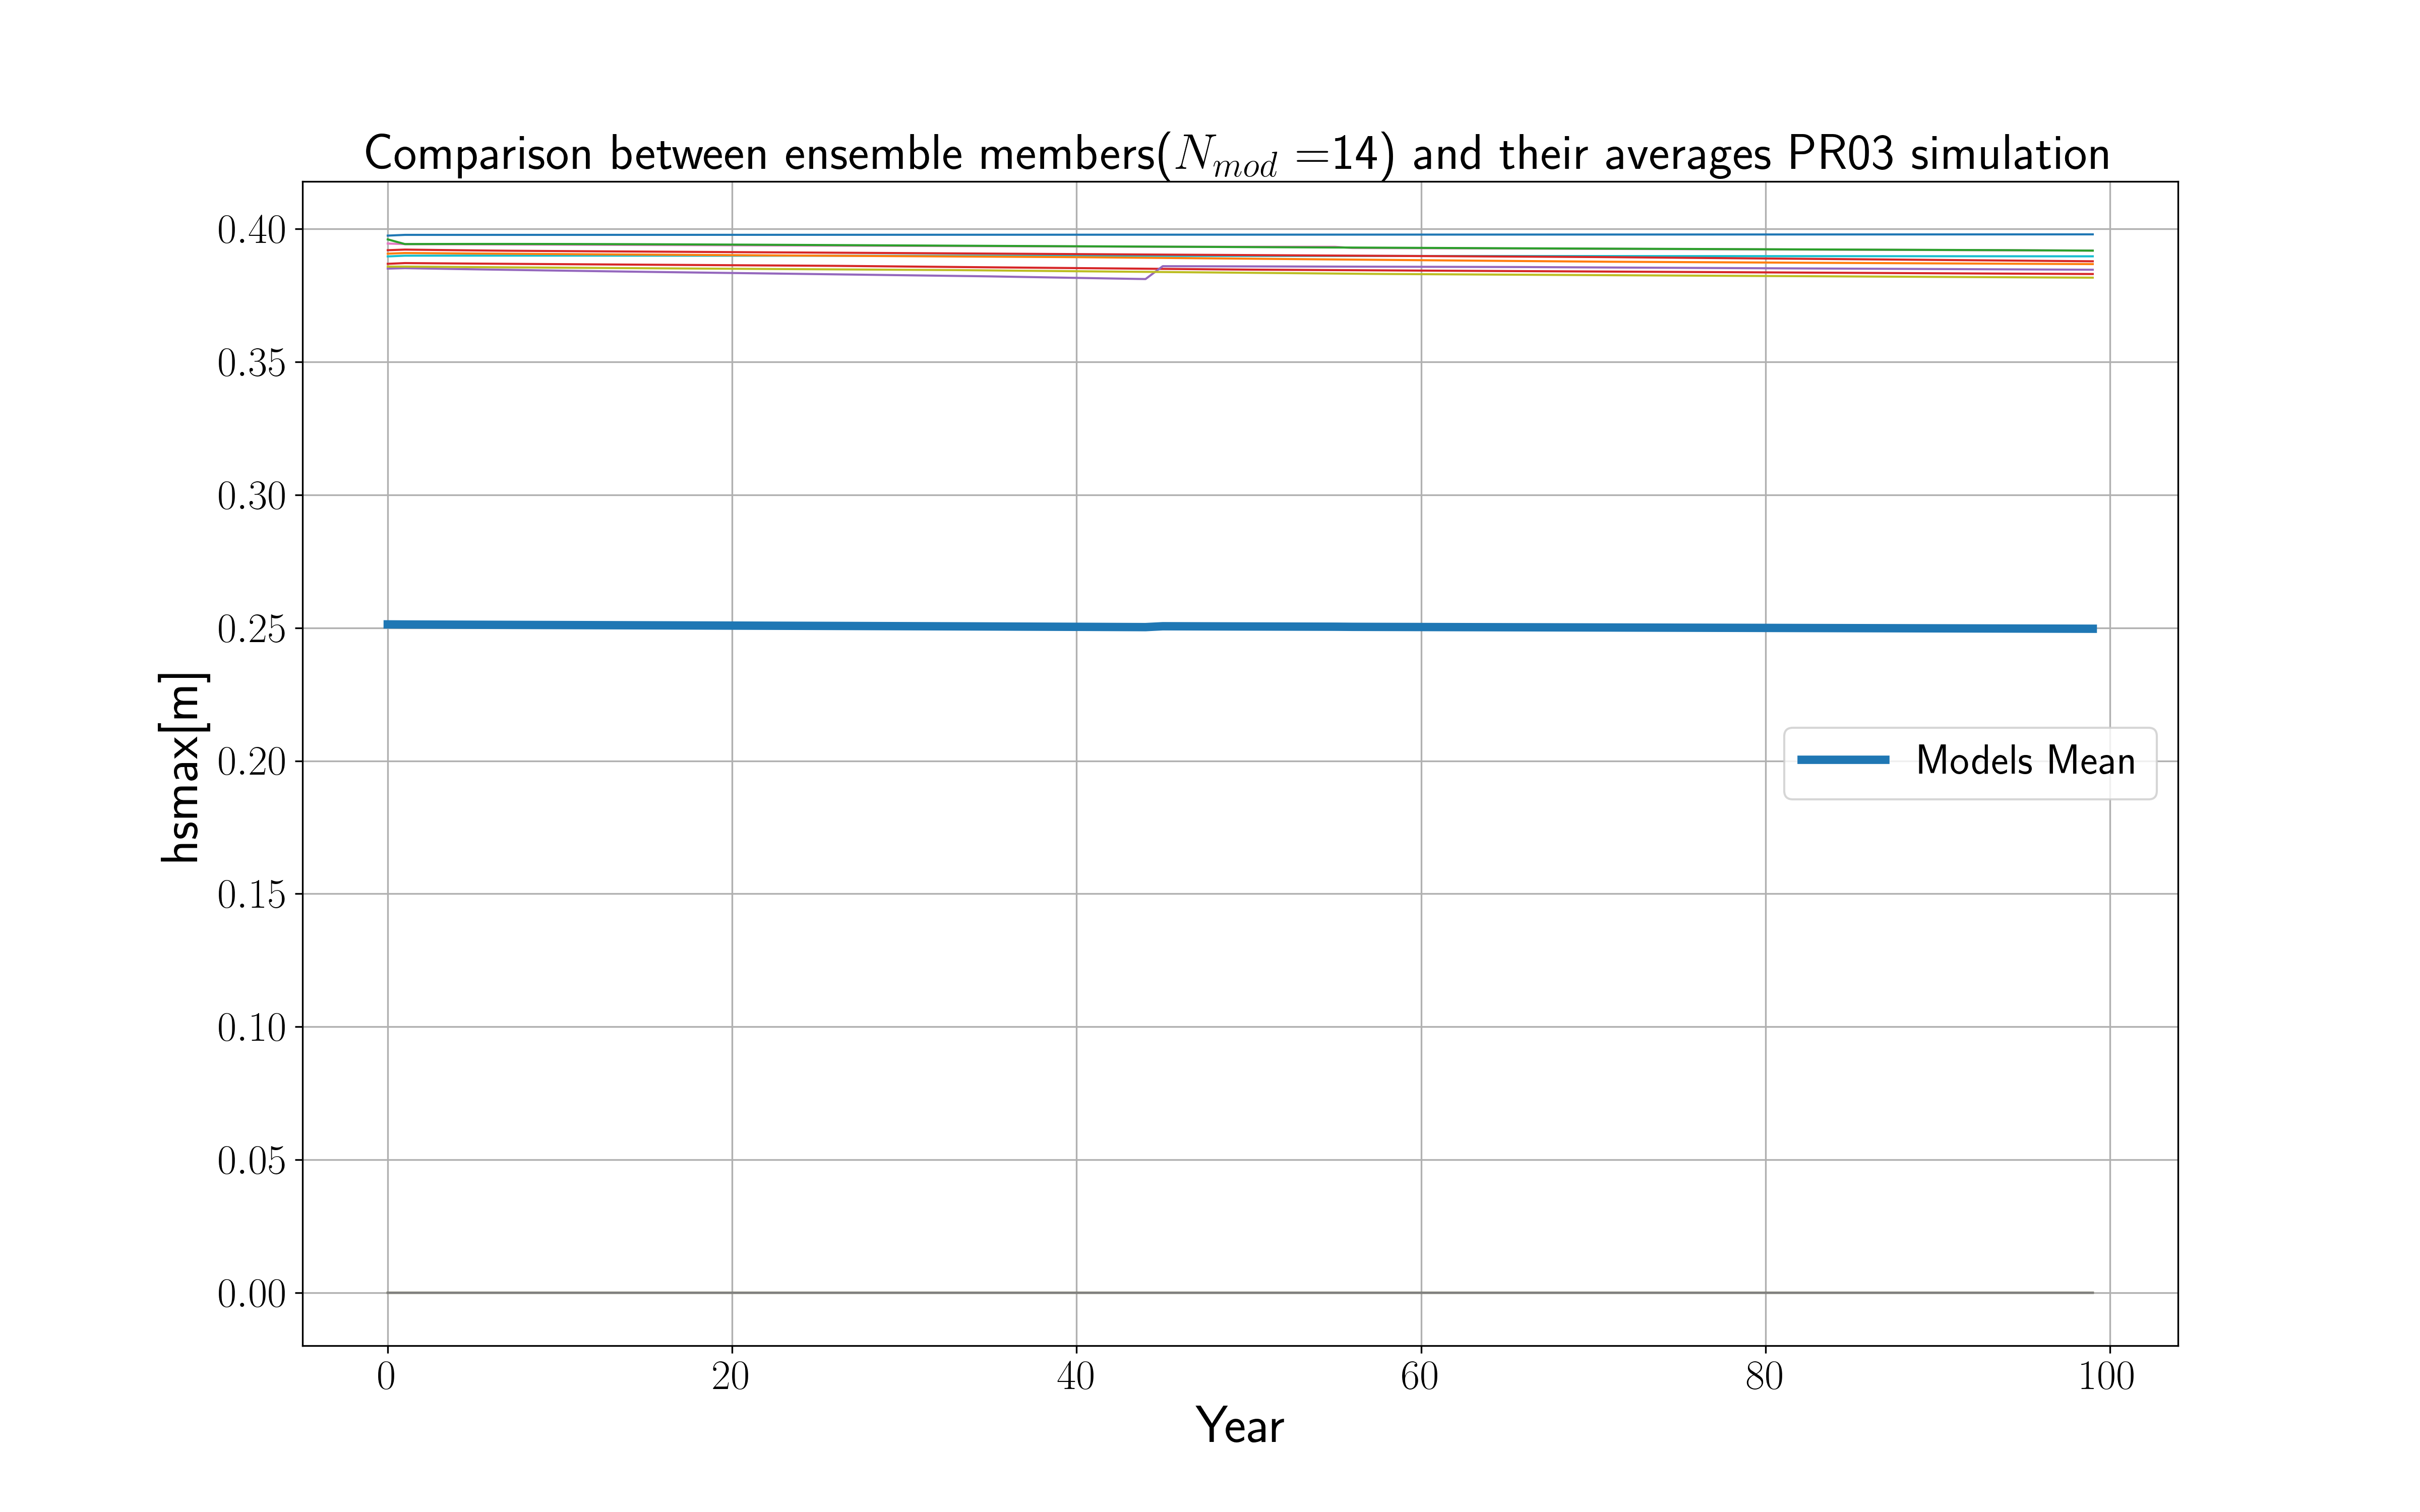 Comparison between ensemble members(N_mod =14) and their averages PR03 simulation
0.40
0.35
0.30
0.25
0.20
0.15
0.10
0.05
0.00
hsmax[m]
Models Mean
0 20 40 60 80 100
Year